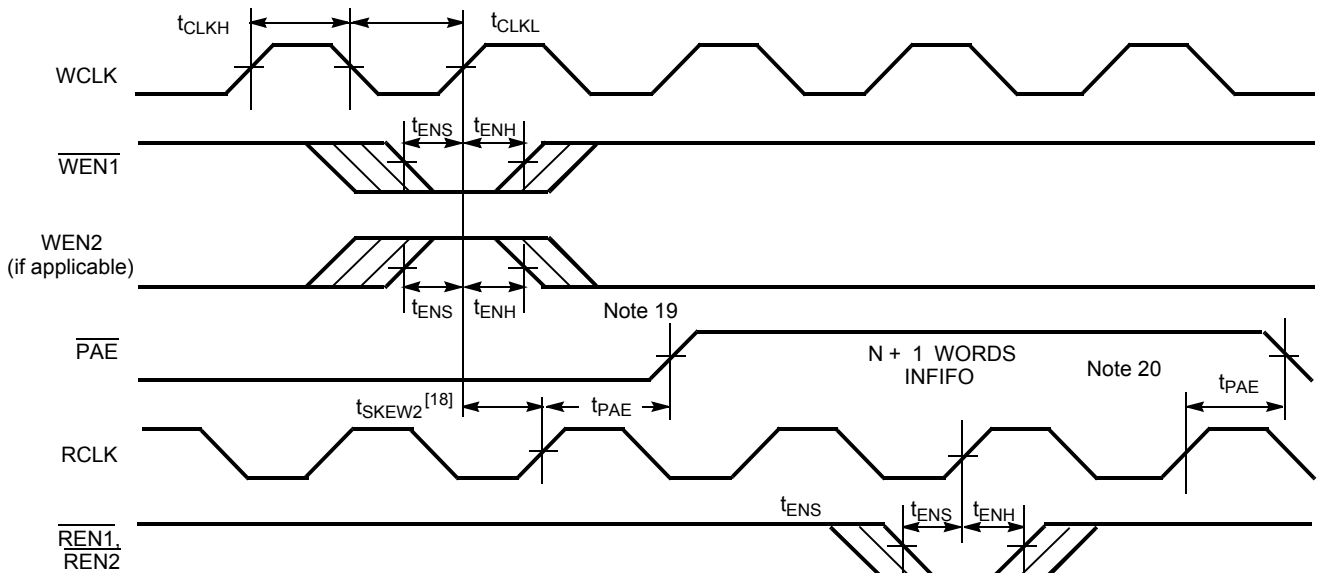 tCLKH
tCLKL
WCLK
tENS
tENH
WEN1
WEN2
(if applicable)
tENS
tENH
Note 19
PAE
N + 1 WORDS
INFIFO
Note 20
tPAE
tSKEW2[18]
tPAE
RCLK
tENS
tENS
tENH
REN1,
REN2